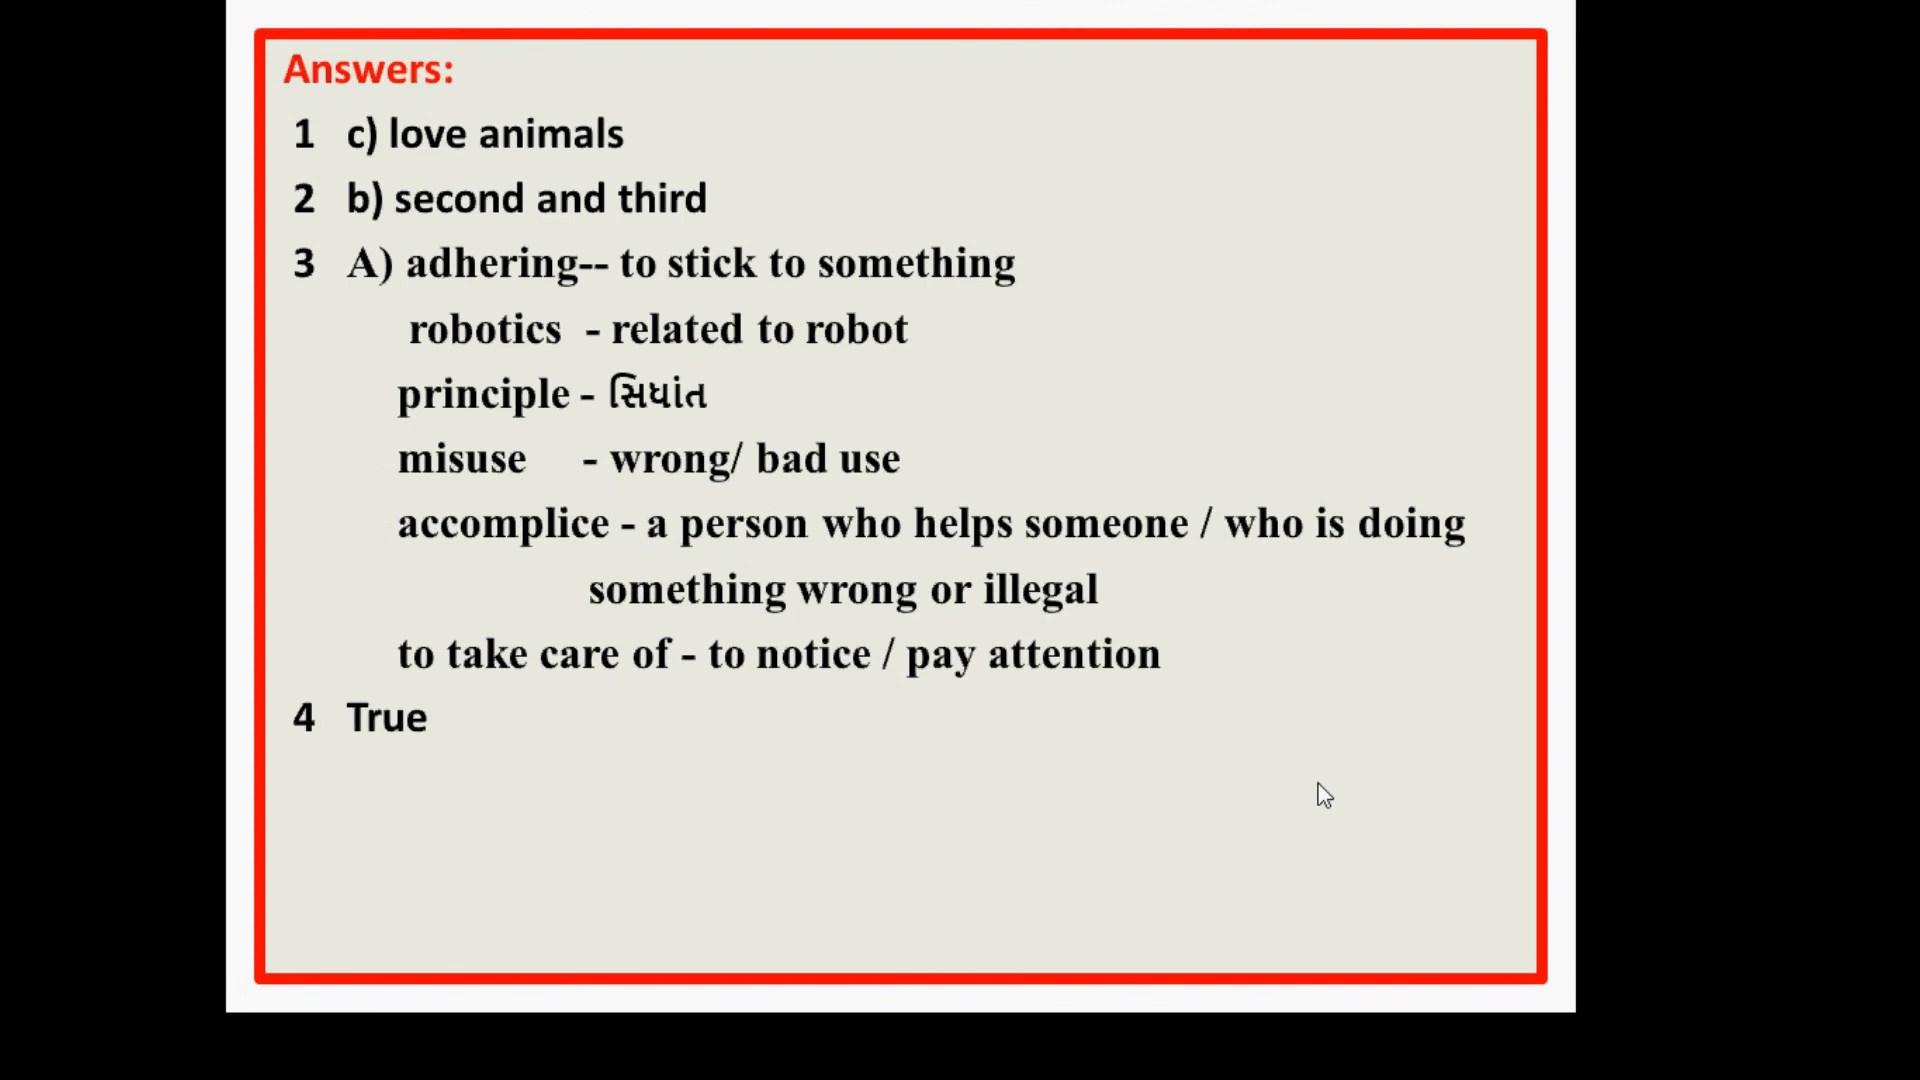 Answers:
1 c) love animals
2 b) second and third
3 A) adhering-- to stick to something
robotics - related to robot
principle - સિધાંત
misuse - wrong/ bad use
accomplice - a person who helps someone / who is doing
something wrong or illegal
to take care of - to notice / pay attention
4 True